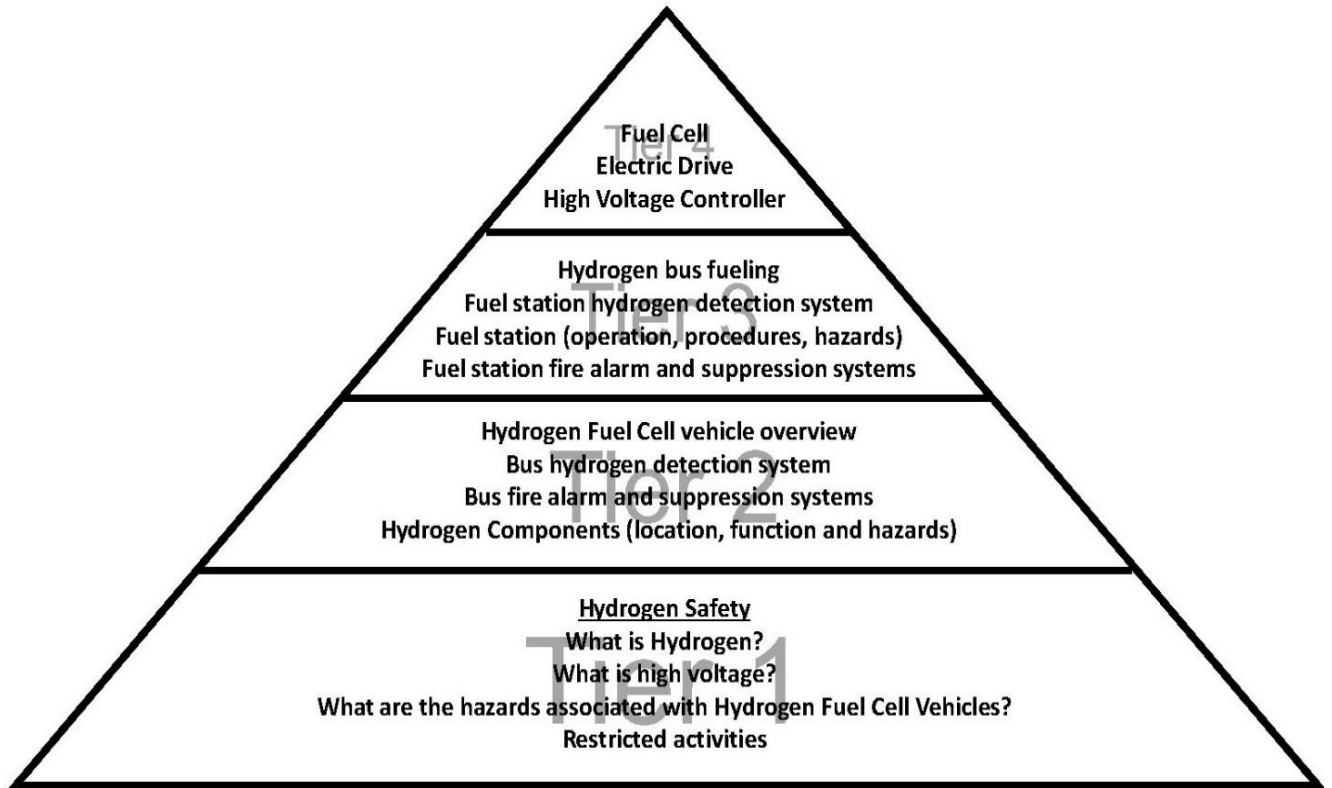 Tier 4
Fuel Cell
Electric Drive
High Voltage Controller
Tier 3
Hydrogen bus fueling
Fuel station hydrogen detection system
Fuel station (operation, procedures, hazards)
Fuel station fire alarm and suppression systems
Tier 2
Hydrogen Fuel Cell vehicle overview
Bus hydrogen detection system
Bus fire alarm and suppression systems
Hydrogen Components (location, function and hazards)
Tier 1
Hydrogen Safety
What is Hydrogen?
What is high voltage?
What are the hazards associated with Hydrogen Fuel Cell Vehicles?
Restricted activities